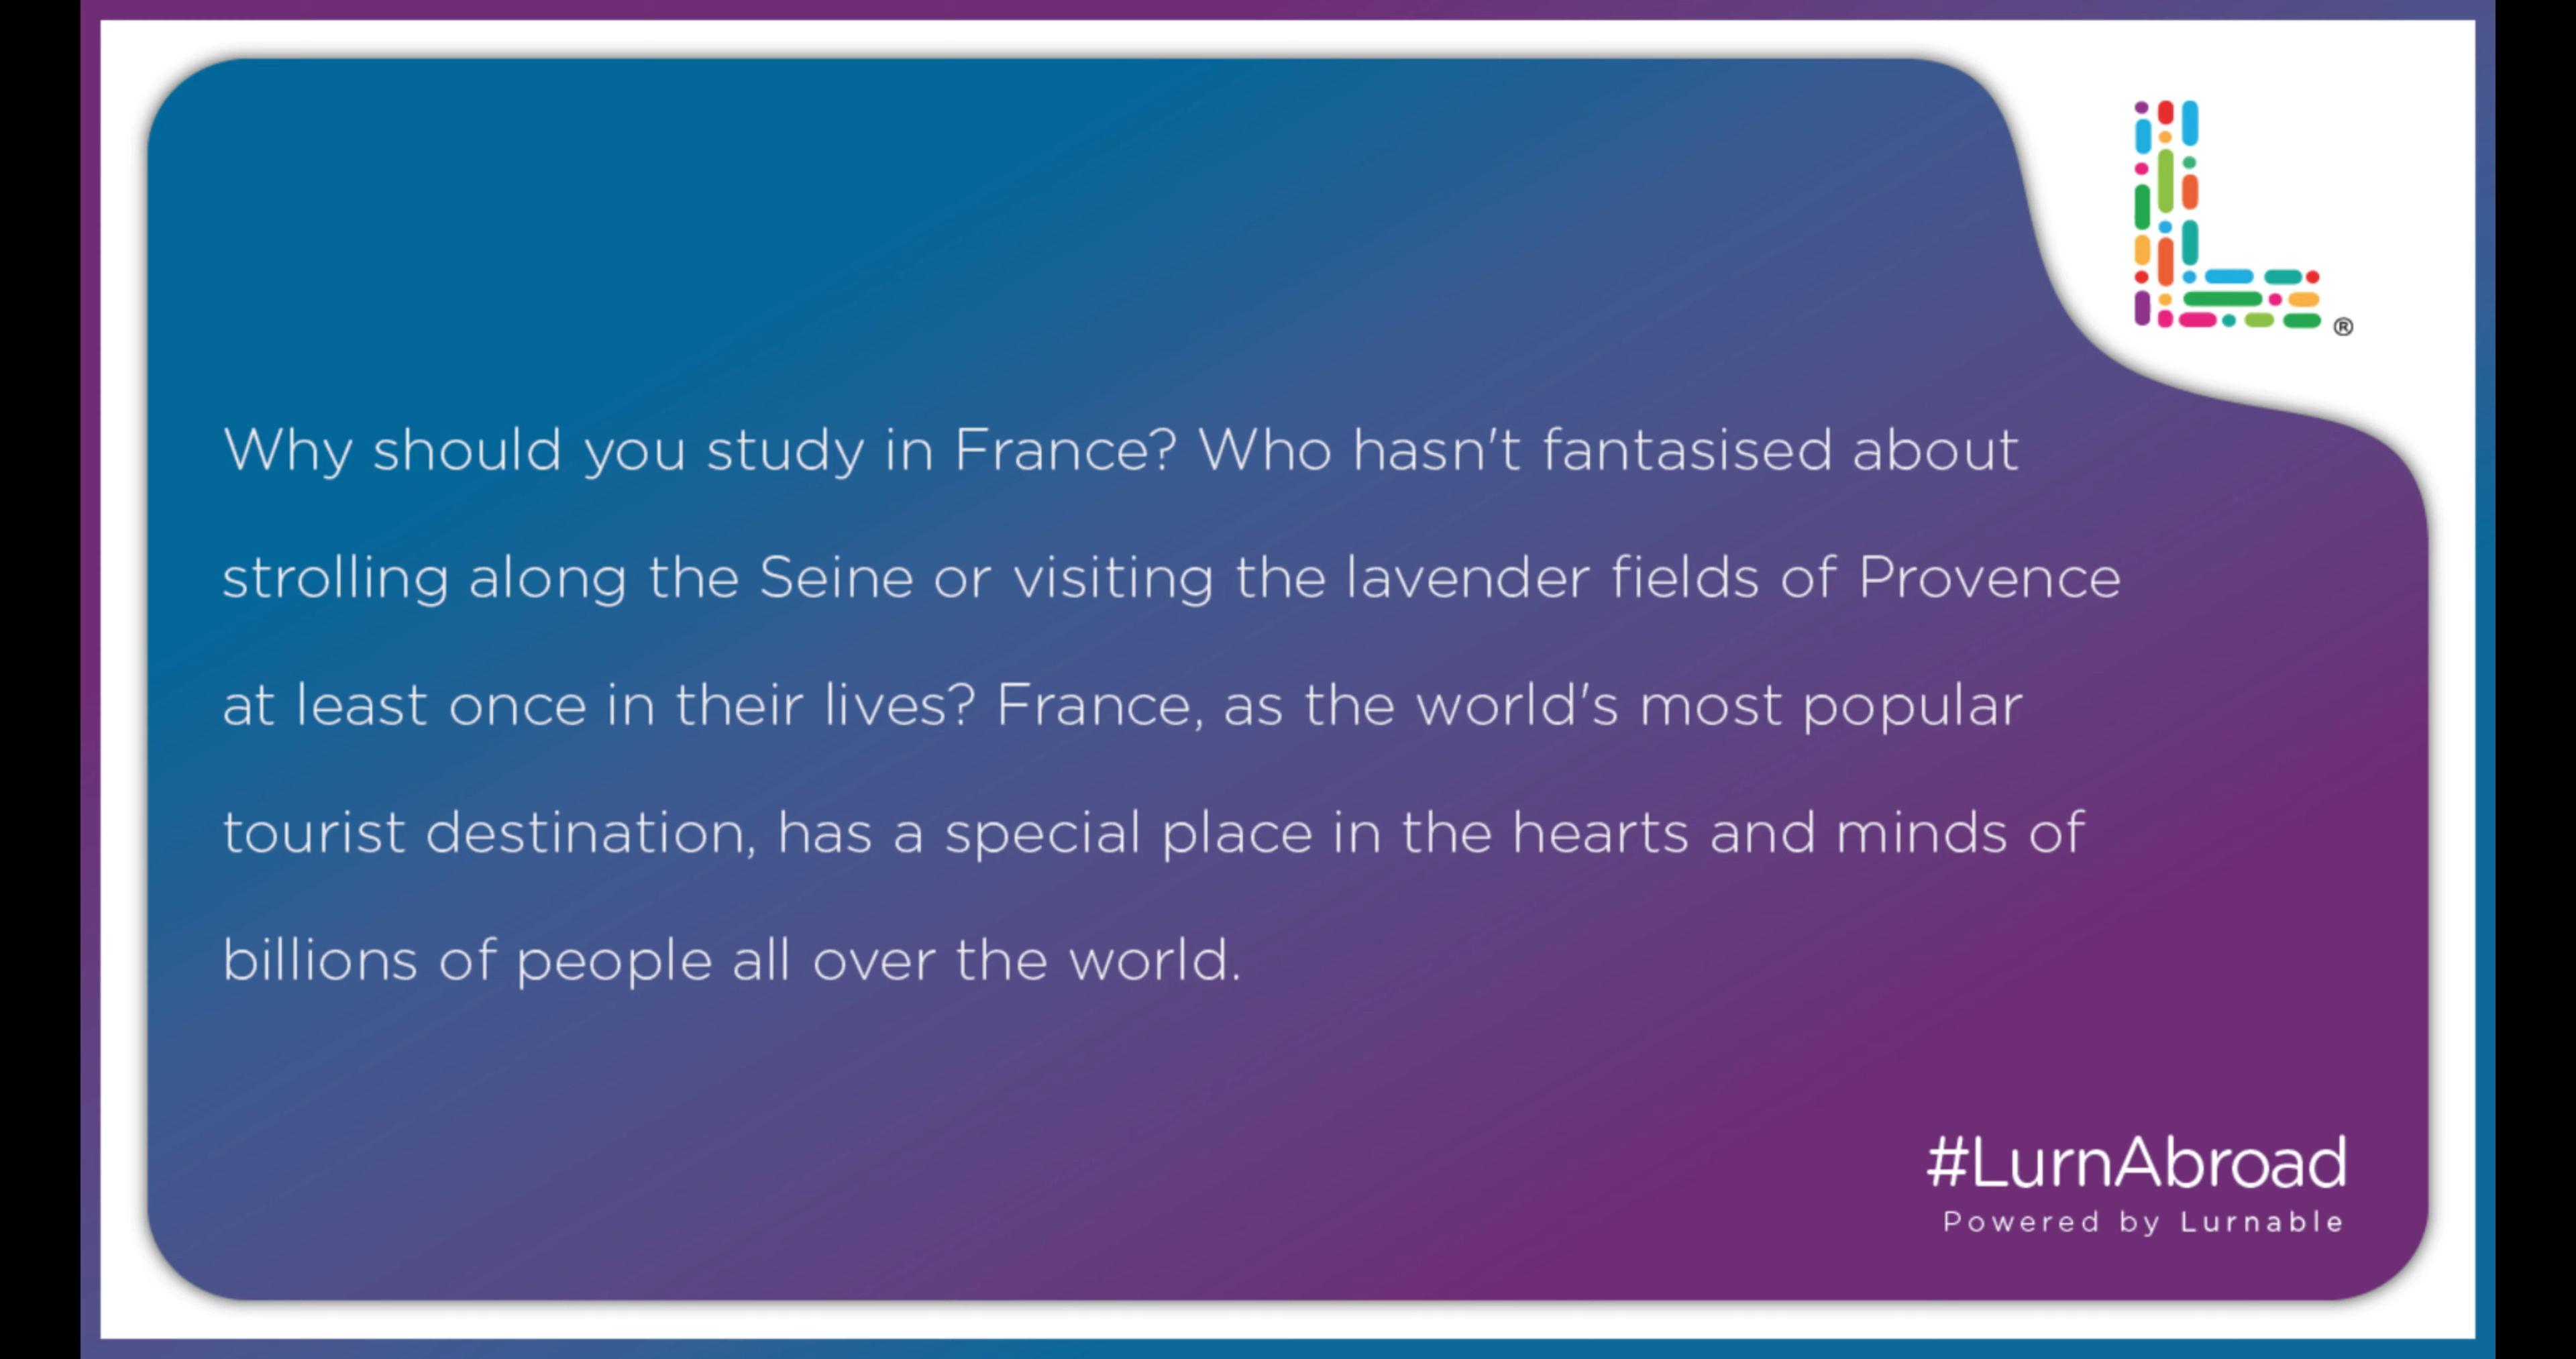 Why should you study in France? Who hasn't fantasised about
strolling along the Seine or visiting the lavender fields of Provence
at least once in their lives? France, as the world's most popular
tourist destination, has a special place in the hearts and minds of
billions of people all over the world.
L®
#LurnAbroad
Powered by Lurnable